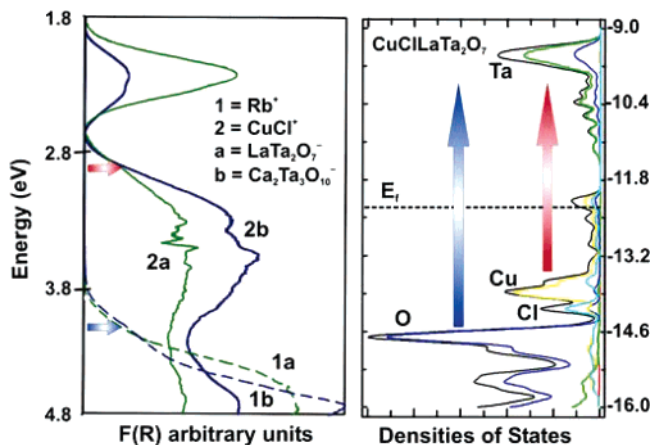 1.8
2.8
3.8
4.8
Energy (eV)
1 = Rb⁺
2 = CuCl⁺
a = LaTa₂O₇⁻
b = Ca₂Ta₃O₁₀⁻
2b
2a
1a
1b
F(R) arbitrary units
CuClLaTa₂O₇
Ta
E_f
Cu
Cl
O
-9.0
-10.4
-11.8
-13.2
-14.6
-16.0
Densities of States